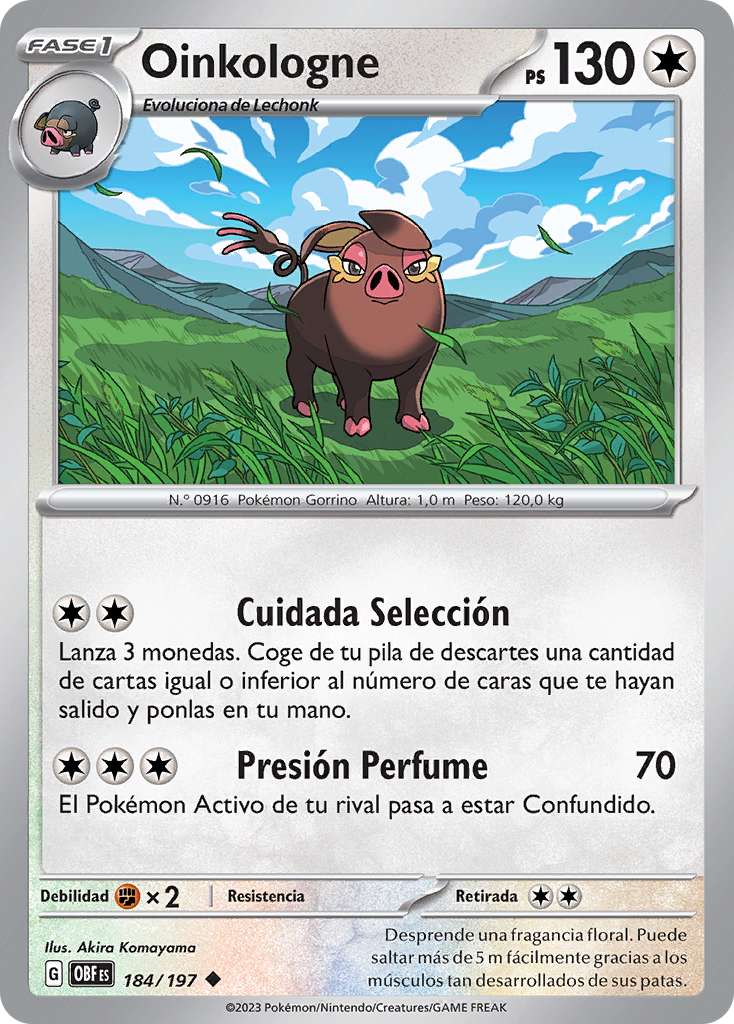 FASE 1
Oinkologne
PS 130
Evoluciona de Lechonk
N.º 0916 Pokémon Gorrino Altura: 1,0 m Peso: 120,0 kg
Cuidada Selección
Lanza 3 monedas. Coge de tu pila de descartes una cantidad
de cartas igual o inferior al número de caras que te hayan
salido y ponlas en tu mano.
Presión Perfume 70
El Pokémon Activo de tu rival pasa a estar Confundido.
Debilidad ×2 Resistencia Retirada
Ilus. Akira Komayama
G OBF ES 184/197
Desprende una fragancia floral. Puede
saltar más de 5 m fácilmente gracias a los
músculos tan desarrollados de sus patas.
©2023 Pokémon/Nintendo/Creatures/GAME FREAK